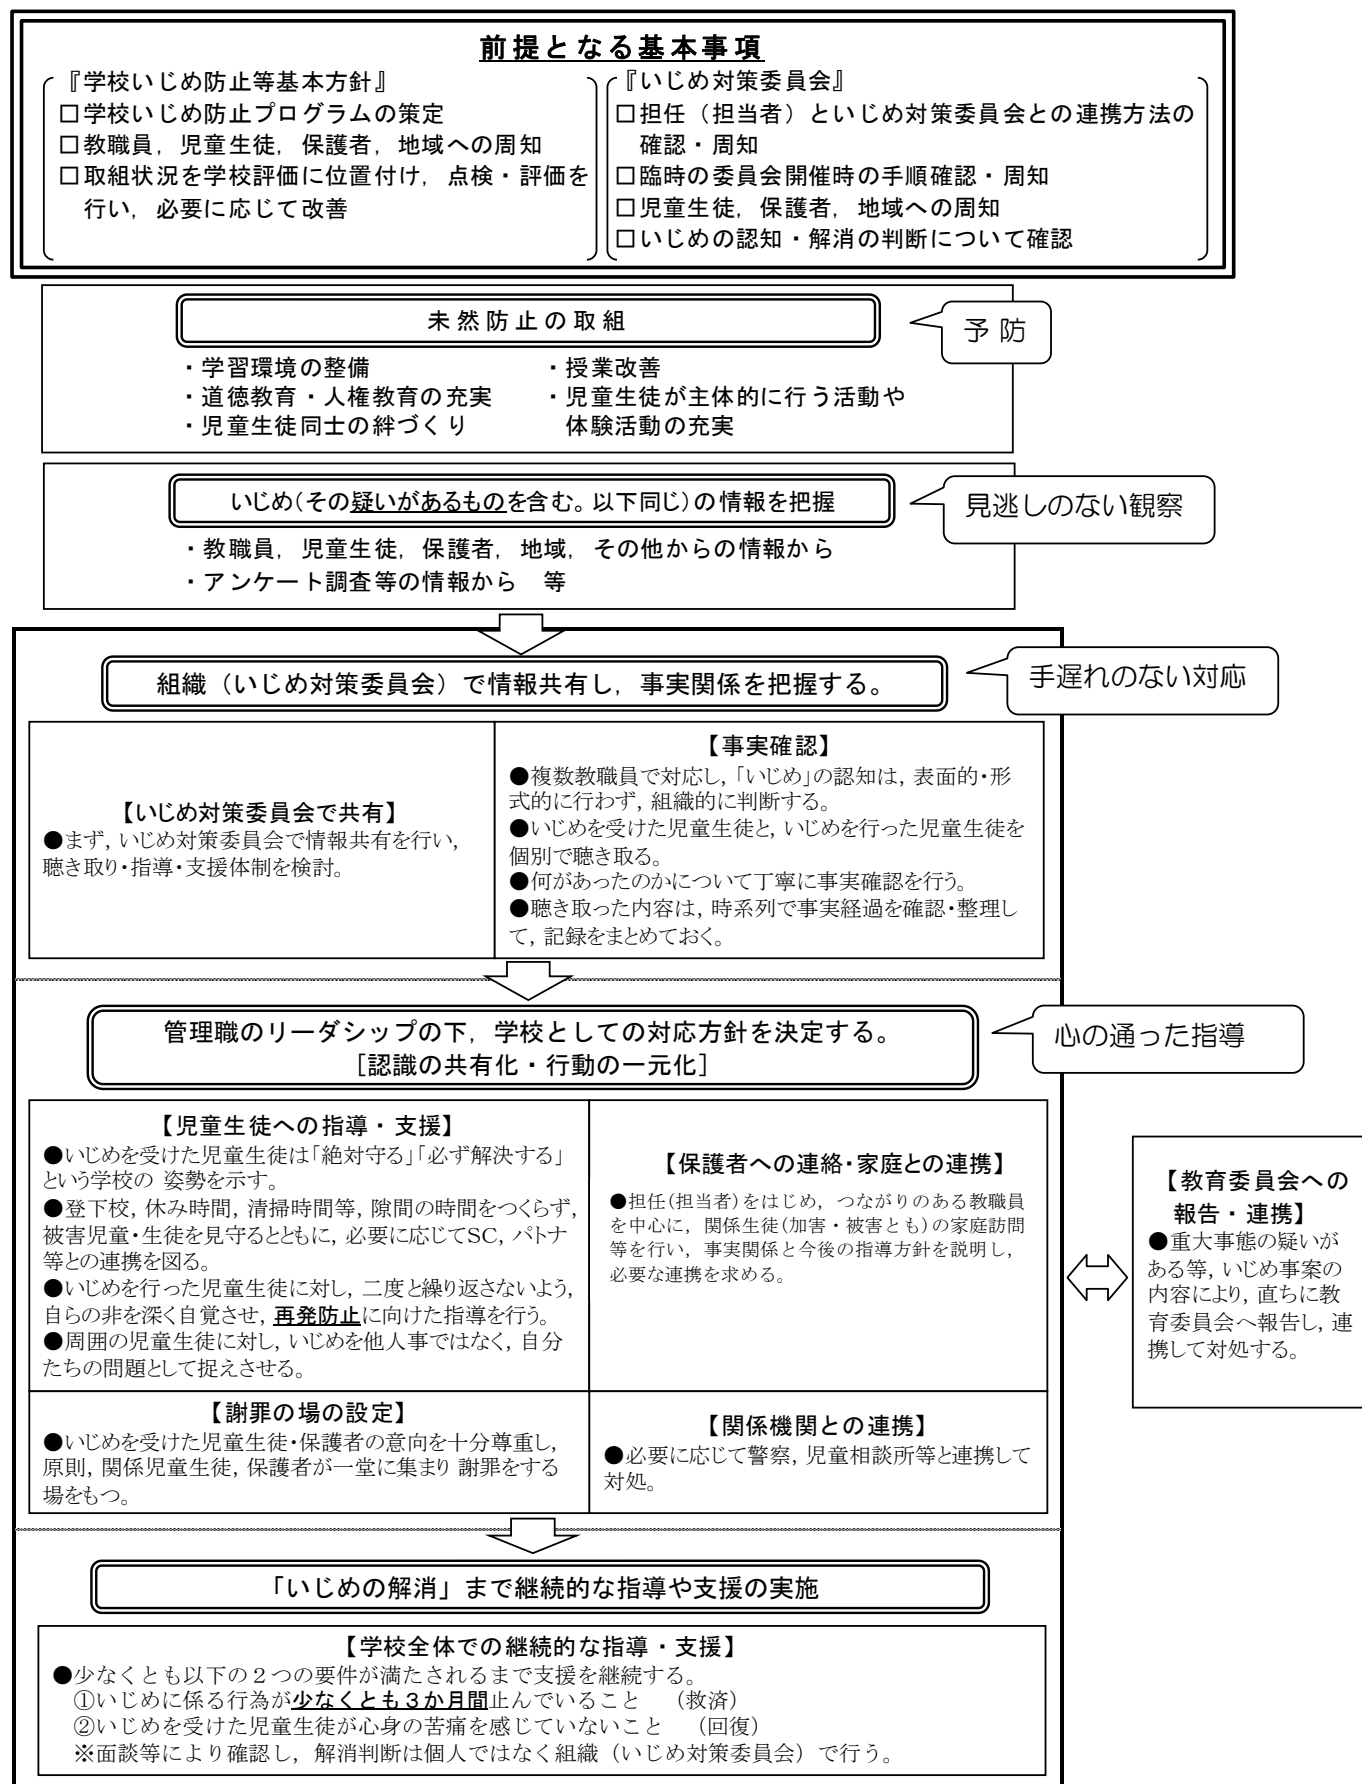 前提となる基本事項
『学校いじめ防止等基本方針』
□学校いじめ防止プログラムの策定
□教職員，児童生徒，保護者，地域への周知
□取組状況を学校評価に位置付け，点検・評価を
行い，必要に応じて改善
『いじめ対策委員会』
□担任（担当者）といじめ対策委員会との連携方法の
確認・周知
□臨時の委員会開催時の手順確認・周知
□児童生徒，保護者，地域への周知
□いじめの認知・解消の判断について確認
未然防止の取組
予防
・学習環境の整備
・道徳教育・人権教育の充実
・児童生徒同士の絆づくり
・授業改善
・児童生徒が主体的に行う活動や
体験活動の充実
いじめ（その疑いがあるものを含む。以下同じ）の情報を把握
見逃しのない観察
・教職員，児童生徒，保護者，地域，その他からの情報から
・アンケート調査等の情報から　等
組織（いじめ対策委員会）で情報共有し，事実関係を把握する。
手遅れのない対応
【いじめ対策委員会で共有】
●まず，いじめ対策委員会で情報共有を行い，
聴き取り・指導・支援体制を検討。
【事実確認】
●複数教職員で対応し，「いじめ」の認知は，表面的・形
式的に行わず，組織的に判断する。
●いじめを受けた児童生徒と，いじめを行った児童生徒を
個別で聴き取る。
●何があったのかについて丁寧に事実確認を行う。
●聴き取った内容は，時系列で事実経過を確認・整理し
て，記録をまとめておく。
管理職のリーダシップの下，学校としての対応方針を決定する。
［認識の共有化・行動の一元化］
心の通った指導
【児童生徒への指導・支援】
●いじめを受けた児童生徒は「絶対守る」「必ず解決する」
という学校の 姿勢を示す。
●登下校，休み時間，清掃時間等，隙間の時間をつくらず，
被害児童・生徒を見守るとともに，必要に応じてSC，パトナ
等との連携を図る。
●いじめを行った児童生徒に対し，二度と繰り返さないよう，
自らの非を深く自覚させ，再発防止に向けた指導を行う。
●周囲の児童生徒に対し，いじめを他人事ではなく，自分
たちの問題として捉えさせる。
【保護者への連絡・家庭との連携】
●担任(担当者)をはじめ，つながりのある教職員
を中心に，関係生徒(加害・被害とも)の家庭訪問
等を行い，事実関係と今後の指導方針を説明し，
必要な連携を求める。
【教育委員会への
報告・連携】
●重大事態の疑いが
ある等，いじめ事案の
内容により，直ちに教
育委員会へ報告し，連
携して対処する。
【謝罪の場の設定】
●いじめを受けた児童生徒・保護者の意向を十分尊重し，
原則，関係児童生徒，保護者が一堂に集まり 謝罪をする
場をもつ。
【関係機関との連携】
●必要に応じて警察，児童相談所等と連携して
対処。
「いじめの解消」まで継続的な指導や支援の実施
【学校全体での継続的な指導・支援】
●少なくとも以下の２つの要件が満たされるまで支援を継続する。
①いじめに係る行為が少なくとも３か月間止んでいること　（救済）
②いじめを受けた児童生徒が心身の苦痛を感じていないこと　（回復）
※面談等により確認し，解消判断は個人ではなく組織（いじめ対策委員会）で行う。